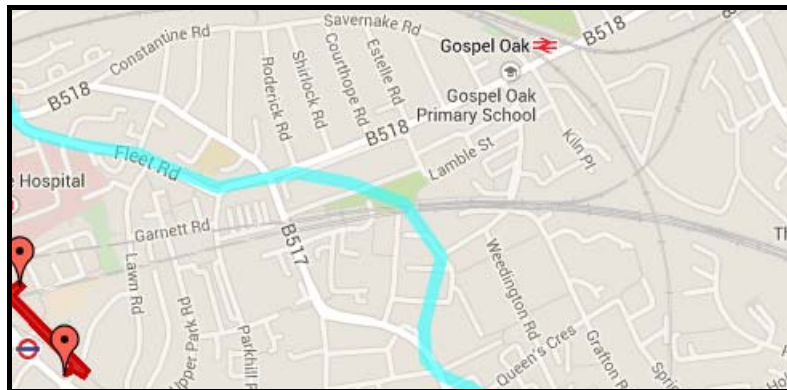 Savernake Rd
Constantine Rd
Gospel Oak
B518
Estelle Rd
Courthope Rd
Shirlock Rd
Roderick Rd
B518
Gospel Oak
Primary School
B518
Kiln Pl
Fleet Rd
Lamble St
Hospital
Garnett Rd
B517
Lawn Rd
Upper Park Rd
Parkhill
Weedington Rd
Queen's Cres
Grafton